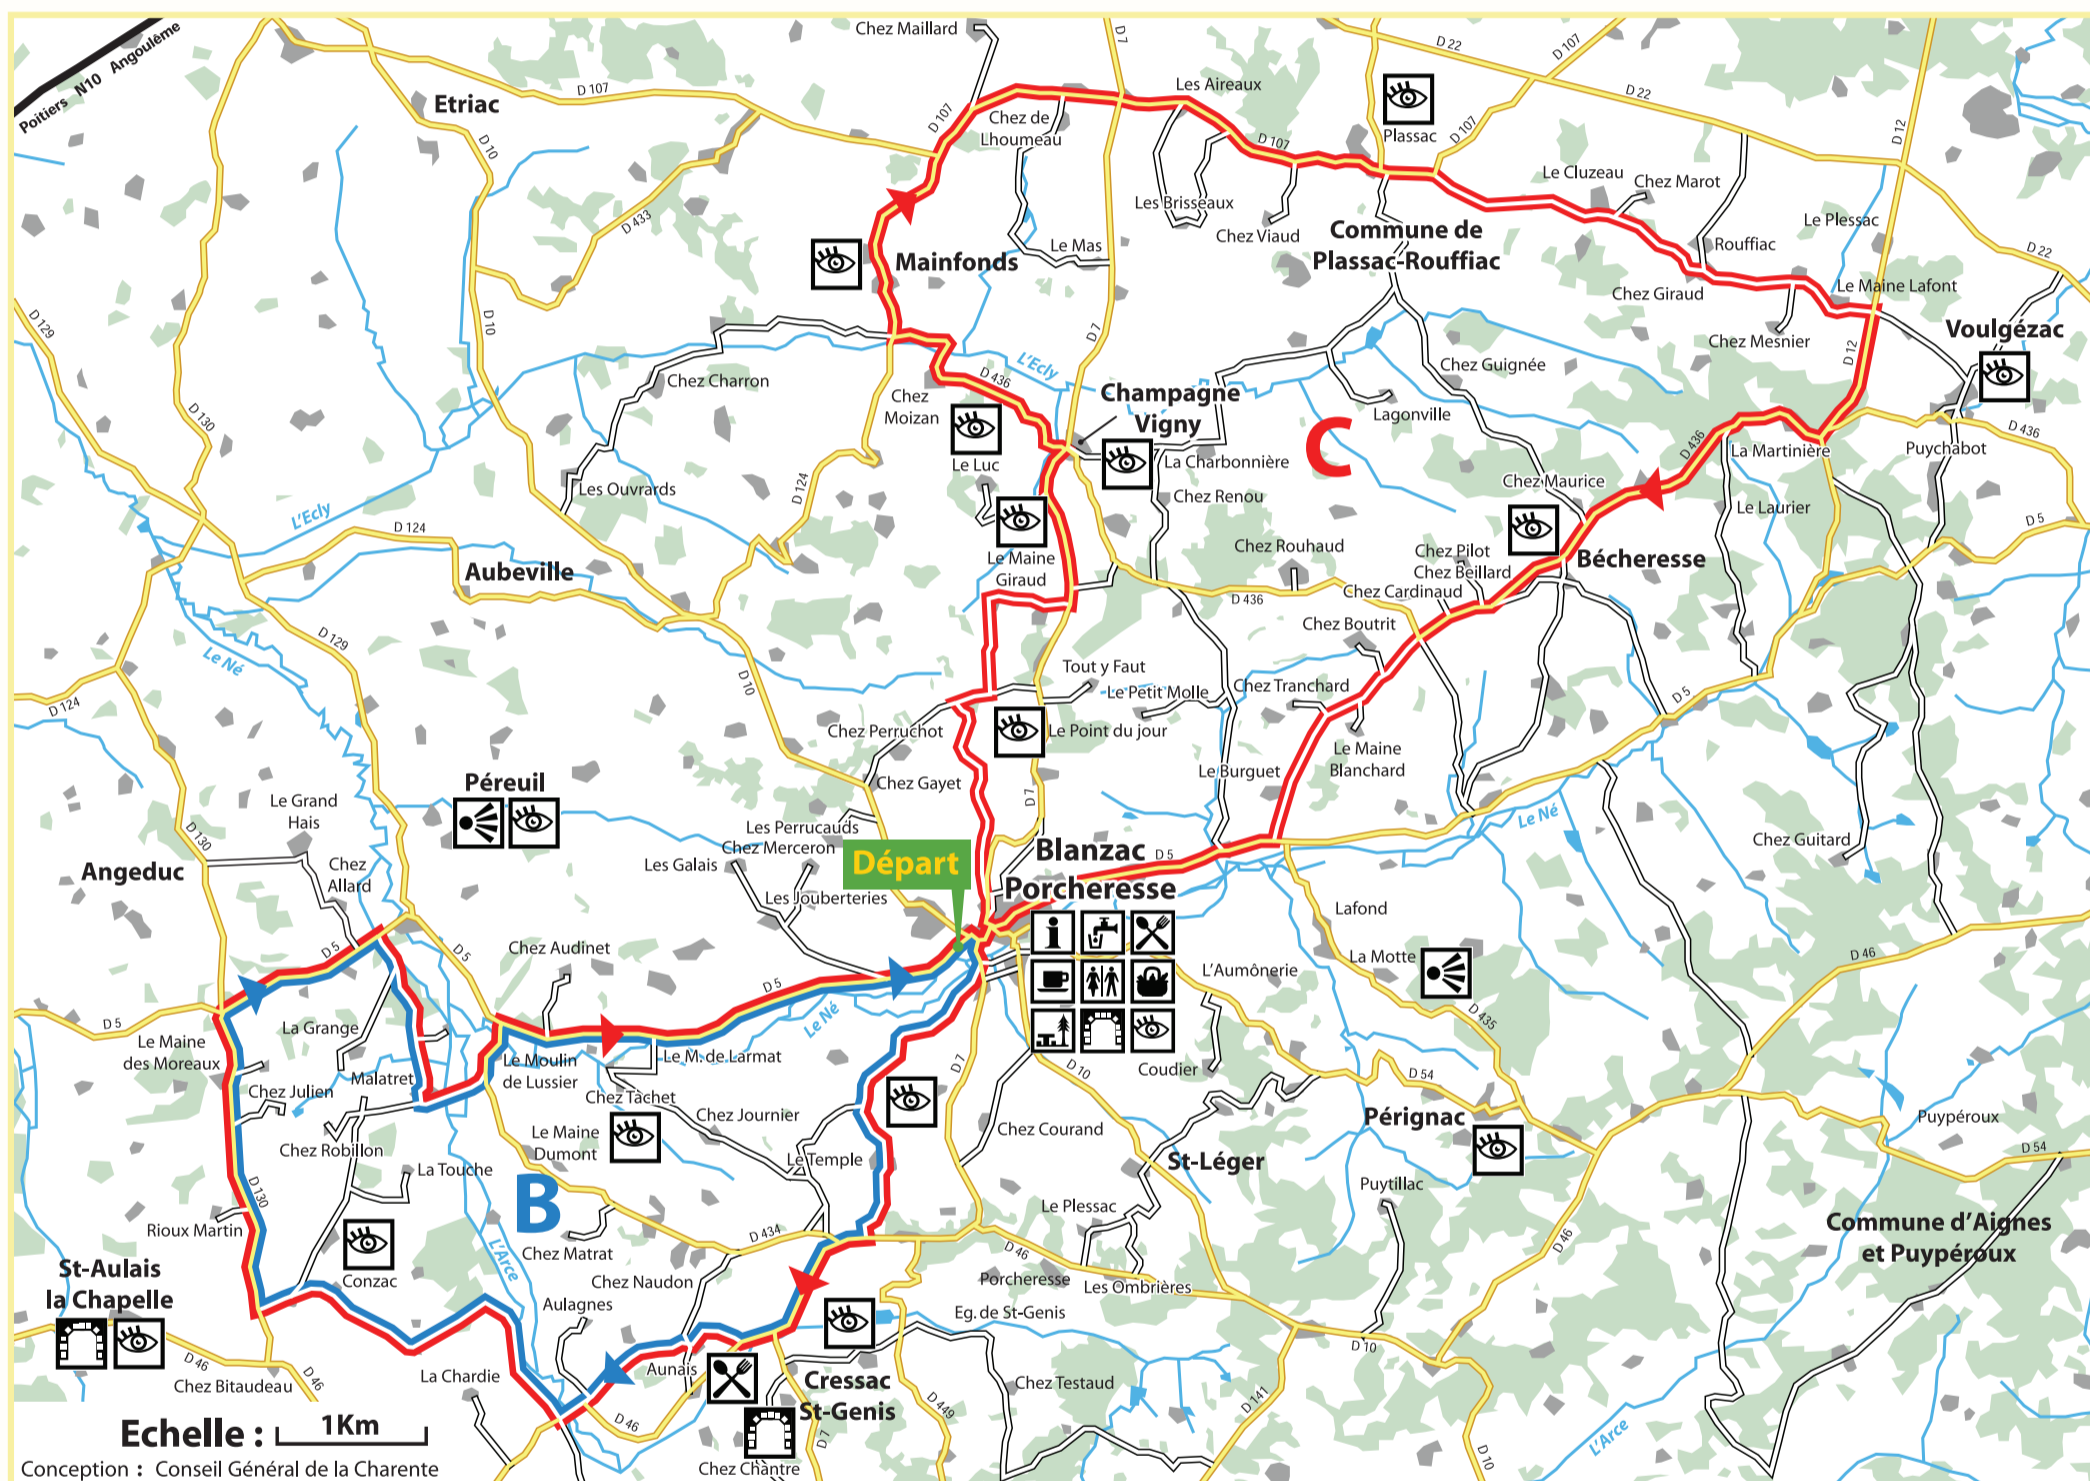 Poitiers N10 Angoulême
Chez Maillard
D 7
D 22
D 107
Etriac
D 107
D 107
Les Aireaux
Plassac
D 22
D 107
D 12
D 10
Chez de
Lhoumeau
D 107
Le Cluzeau
Chez Marot
Les Brisseaux
Le Plessac
D 433
Chez Viaud
Commune de
Plassac-Rouffiac
Rouffiac
D 22
Mainfonds
Le Mas
Chez Giraud
Le Maine Lafont
D 129
D 10
D 7
Chez Mesnier
D 12
Voulgézac
L'Ecly
Chez Guignée
Chez Charron
D 436
Chez
Moizan
Champagne
Vigny
Lagonville
D 130
Le Luc
C
D 436
La Martinière
Puychabot
D 436
La Charbonnière
Les Ouvrards
D 124
Chez Renou
Chez Maurice
Le Laurier
L'Ecly
D 124
D 5
Le Maine
Giraud
Chez Rouhaud
Chez Pilot
Chez Beillard
Bécheresse
Aubeville
Chez Cardinaud
D 436
Chez Boutrit
D 129
Le Né
D 10
Tout y Faut
Le Petit Molle
Chez Tranchard
D 5
D 124
Chez Perruchot
Le Point du jour
Le Maine
Blanchard
Le Burguet
Péreuil
Chez Gayet
D 7
Le Grand
Hais
Les Perrucauds
Chez Merceron
Le Né
D 130
Chez Guitard
Angeduc
Chez
Allard
Les Galais
Départ
Blanzac
Porcheresse
D 5
Les Jouberteries
Lafond
D 5
D 5
Chez Audinet
La Motte
D 46
L'Aumônerie
D 5
Le Né
D 5
La Grange
D 435
Le Maine
des Moreaux
Le Moulin
de Lussier
Le M. de Larmat
D 7
D 10
Coudier
D 54
Malatret
Chez Julien
Chez Tachet
Chez Journier
Pérignac
Puypéroux
Le Maine
Dumont
Chez Courand
Chez Robillon
Le Temple
St-Léger
D 54
La Touche
D 130
B
Puytillac
Rioux Martin
Le Plessac
Commune d'Aignes
et Puypéroux
D 434
Chez Matrat
L'Arce
D 46
D 46
St-Aulais
la Chapelle
Conzac
Chez Naudon
Porcheresse
Les Ombrières
Aulagnes
Eg. de St-Genis
D 10
D 46
La Chardie
Aunais
Cressac
St-Genis
Chez Testaud
Chez Bitaudeau
D 46
D 46
D 449
D 141
Echelle : 1Km
D 7
L'Arce
D 10
Conception : Conseil Général de la Charente
Chez Chantre